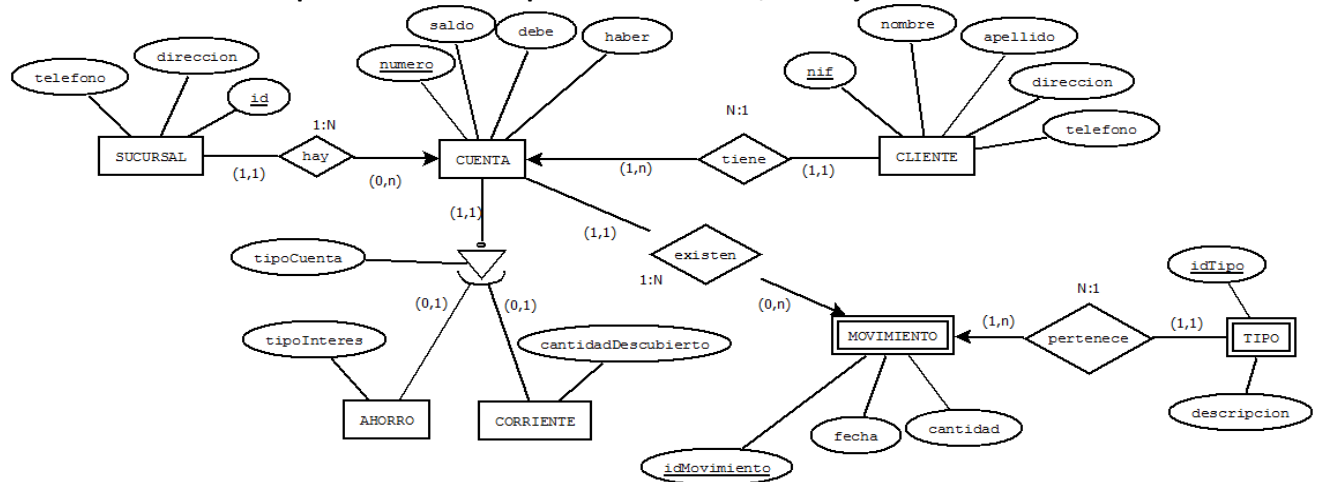 saldo
debe
nombre
haber
apellido
direccion
numero
telefono
nif
direccion
id
telefono
1:N
N:1
SUCURSAL
hay
CUENTA
tiene
CLIENTE
(1,1)
(0,n)
(1,n)
(1,1)
(1,1)
(1,1)
tipoCuenta
existen
idTipo
1:N
N:1
(0,1)
(0,1)
(0,n)
(1,n)
(1,1)
tipoInteres
cantidadDescubierto
MOVIMIENTO
pertenece
TIPO
AHORRO
CORRIENTE
descripcion
fecha
cantidad
idMovimiento